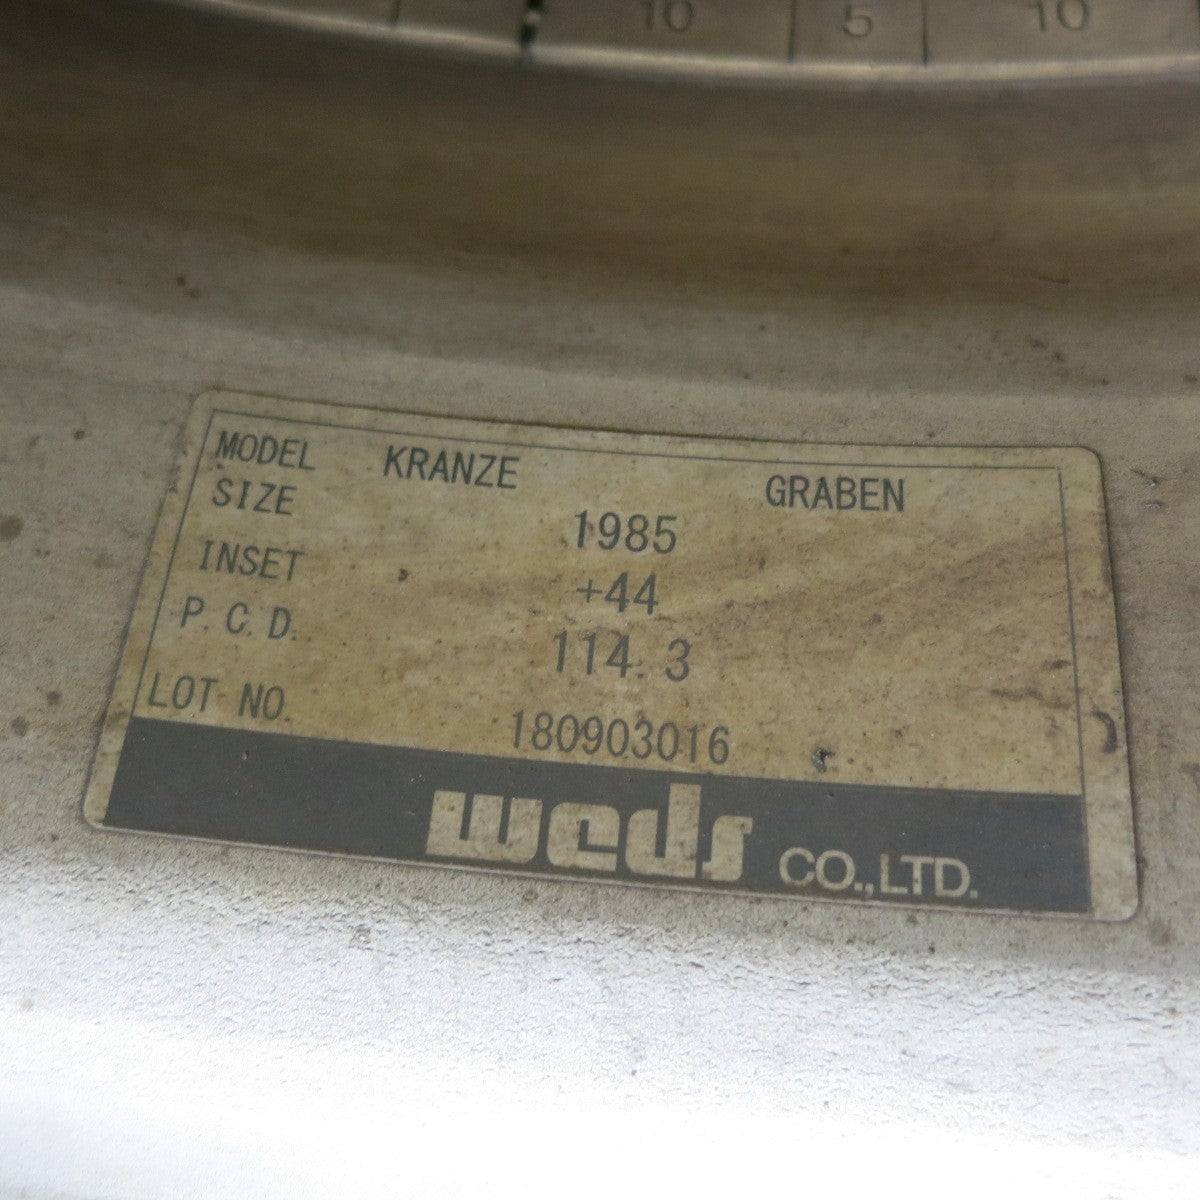 10 5 10
MODEL KRANZE GRABEN
SIZE 1985
INSET +44
P.C.D. 114.3
LOT NO. 180903016
weds CO.,LTD.